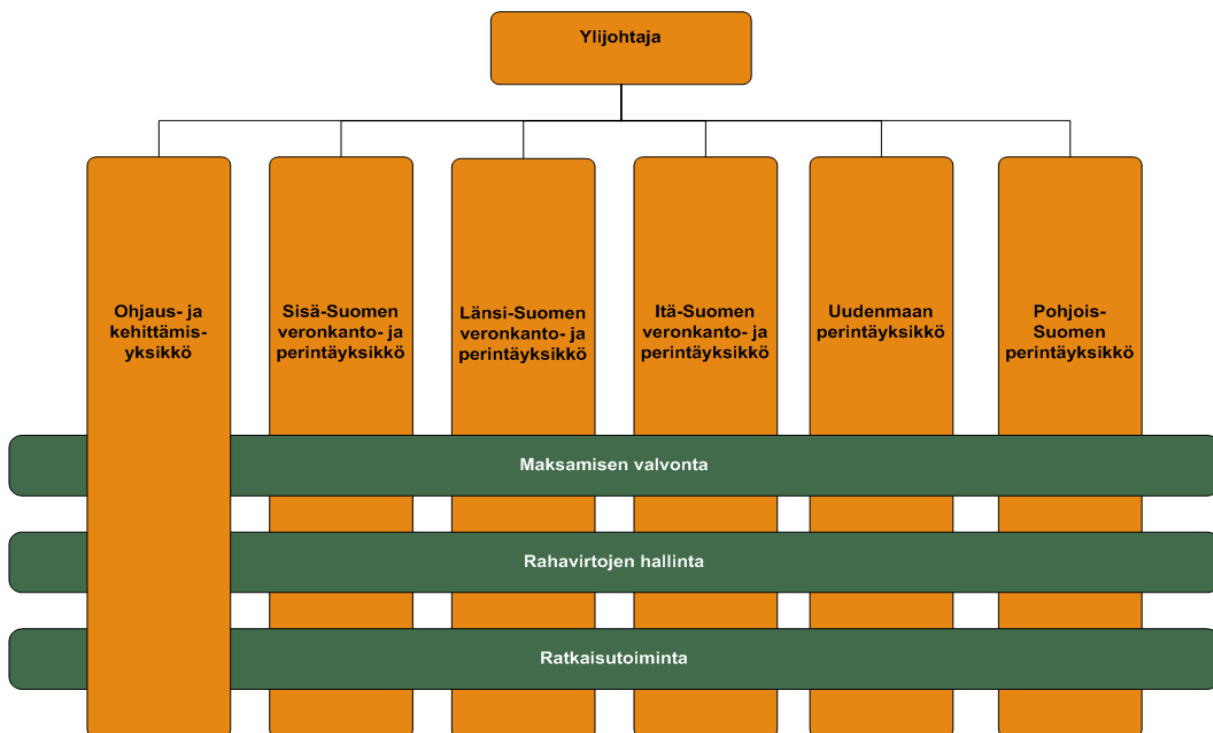 Ylijohtaja
Ohjaus- ja
kehittämis-
yksikkö
Sisä-Suomen
veronkanto- ja
perintäyksikkö
Länsi-Suomen
veronkanto- ja
perintäyksikkö
Itä-Suomen
veronkanto- ja
perintäyksikkö
Uudenmaan
perintäyksikkö
Pohjois-
Suomen
perintäyksikkö
Maksamisen valvonta
Rahavirtojen hallinta
Ratkaisutoiminta